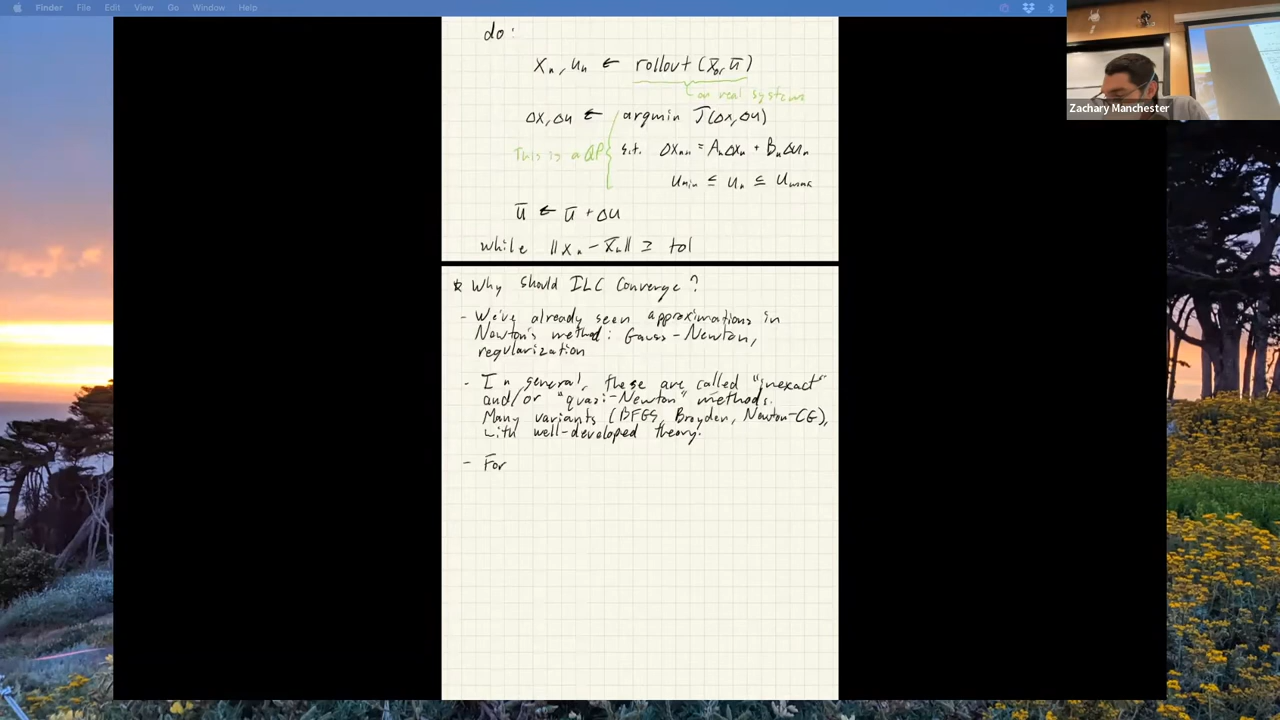 Finder File Edit View Go Window Help
Zachary Manchester
do:
xₙ, uₙ ← rollout (x̄₀, ū)
on real system
Δx, Δu ← argmin J(Δx, Δu)
This is a QP
s.t. Δxₙ₊₁ = AₙΔxₙ + BₙΔuₙ
u_min ≤ uₙ ≤ u_max
ū ← ū + Δu
while ‖xₙ - x̄ₙ‖ ≥ tol
* Why should ILC Converge?
- We've already seen approximations in
Newton's method: Gauss-Newton,
regularization
- In general, these are called "inexact"
and/or "quasi-Newton" methods.
Many variants (BFGS, Broyden, Newton-CG),
with well-developed theory.
- For